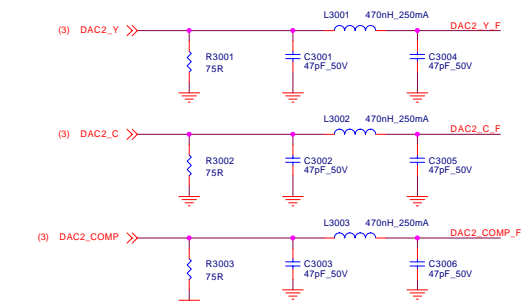 L3001 470nH_250mA
(3) DAC2_Y DAC2_Y_F
R3001
75R
C3001
47pF_50V
C3004
47pF_50V
L3002 470nH_250mA
(3) DAC2_C DAC2_C_F
R3002
75R
C3002
47pF_50V
C3005
47pF_50V
L3003 470nH_250mA
(3) DAC2_COMP DAC2_COMP_F
R3003
75R
C3003
47pF_50V
C3006
47pF_50V